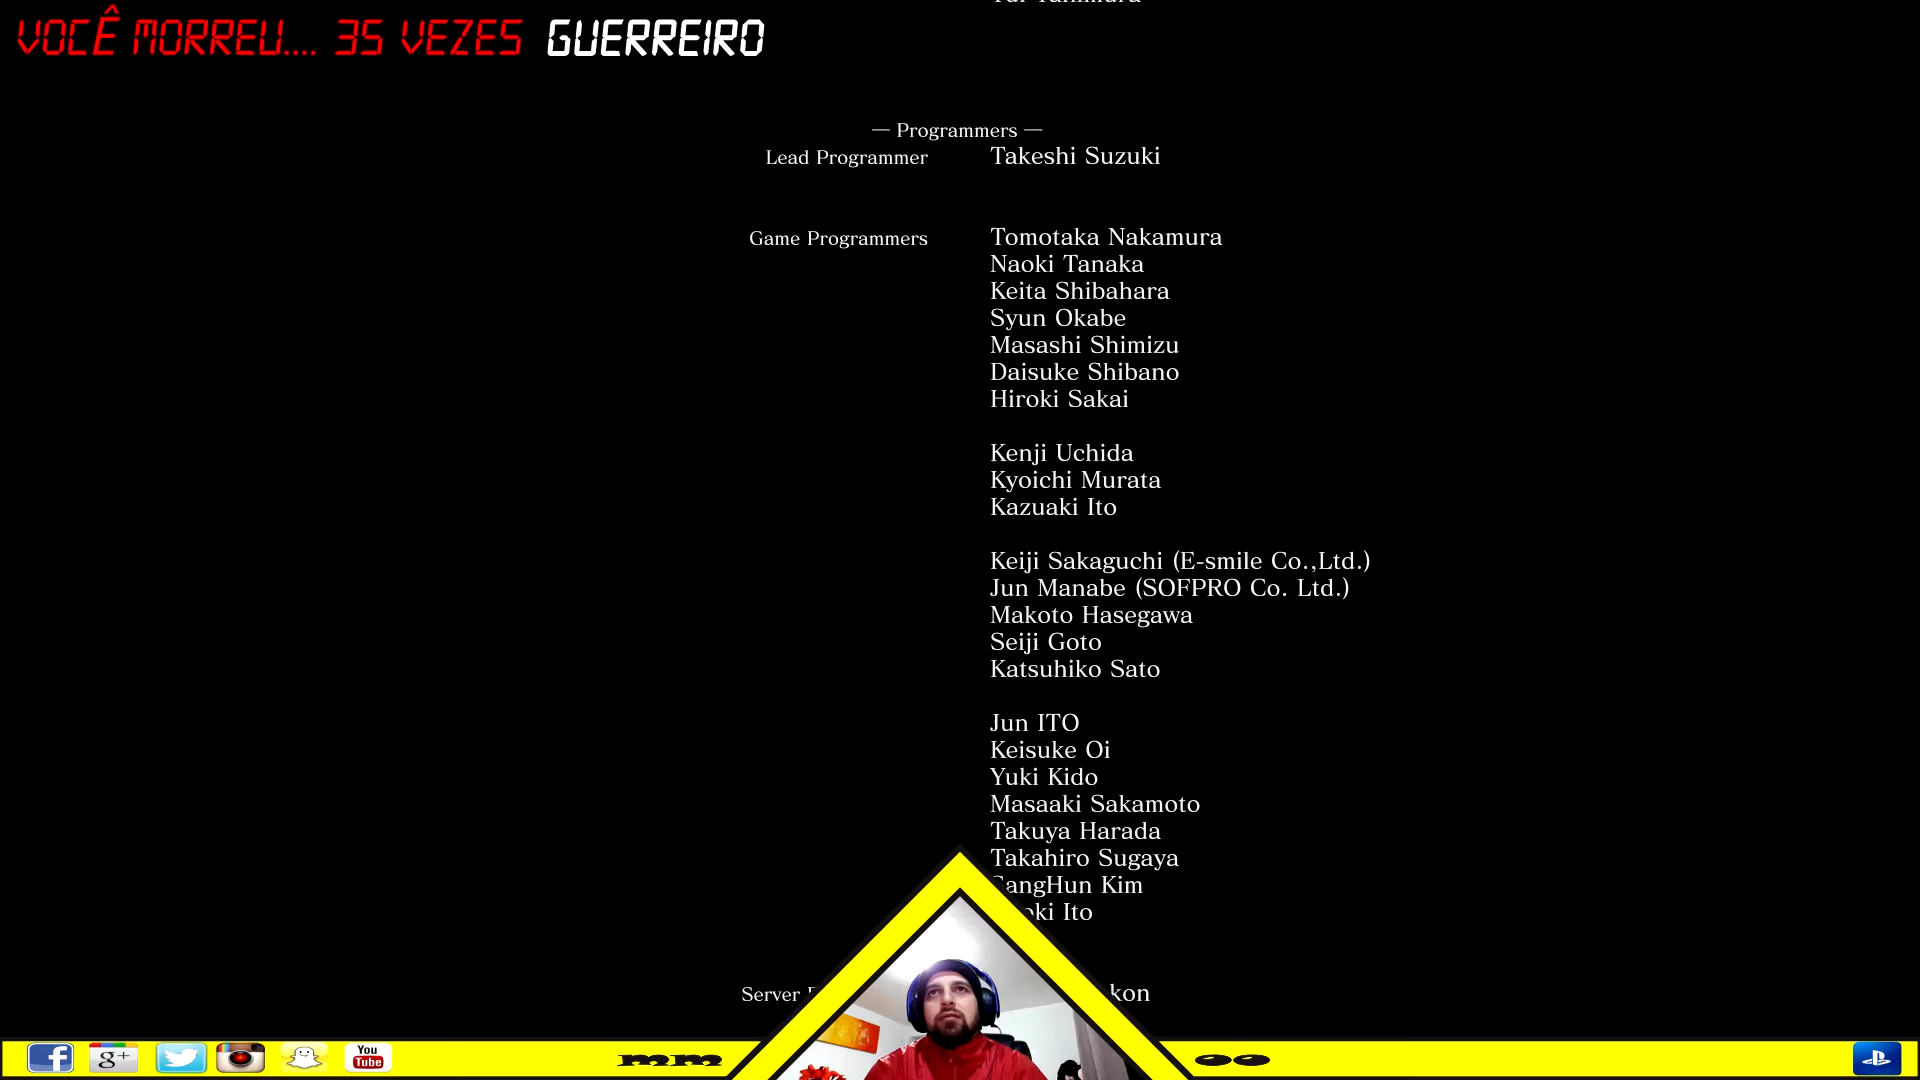 VOCÊ MORREU.... 35 VEZES GUERREIRO
— Programmers —
Lead Programmer Takeshi Suzuki
Game Programmers Tomotaka Nakamura
Naoki Tanaka
Keita Shibahara
Syun Okabe
Masashi Shimizu
Daisuke Shibano
Hiroki Sakai
Kenji Uchida
Kyoichi Murata
Kazuaki Ito
Keiji Sakaguchi (E-smile Co.,Ltd.)
Jun Manabe (SOFPRO Co. Ltd.)
Makoto Hasegawa
Seiji Goto
Katsuhiko Sato
Jun ITO
Keisuke Oi
Yuki Kido
Masaaki Sakamoto
Takuya Harada
Takahiro Sugaya
SangHun Kim
Ito
Server
g+
You
Tube